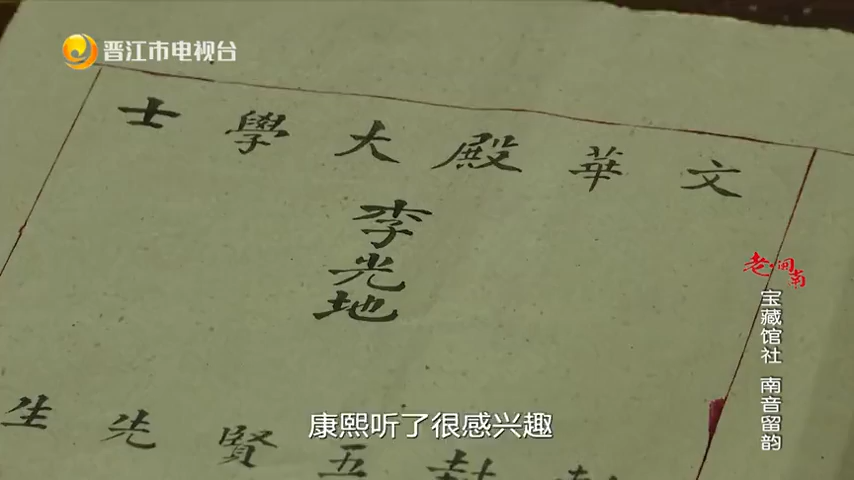 晋江市电视台
文華殿大學士
李光地
封五賢先生
老·闽南
宝藏馆社 南音留韵
康熙听了很感兴趣